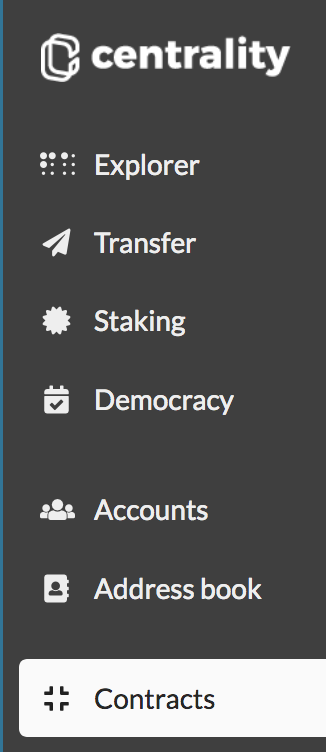 centrality
Explorer
Transfer
Staking
Democracy
Accounts
Address book
Contracts